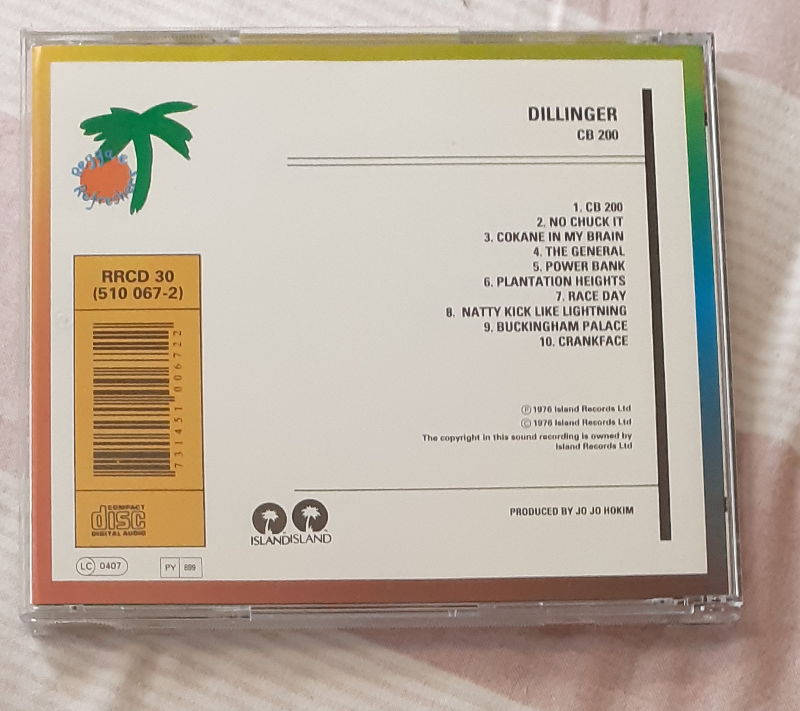 DILLINGER
CB 200
Reggae
Refreshers
1. CB 200
2. NO CHUCK IT
3. COKANE IN MY BRAIN
4. THE GENERAL
5. POWER BANK
6. PLANTATION HEIGHTS
7. RACE DAY
8. NATTY KICK LIKE LIGHTNING
9. BUCKINGHAM PALACE
10. CRANKFACE
RRCD 30
(510 067-2)
7 31451 00672 2
Ⓟ 1976 Island Records Ltd
© 1976 Island Records Ltd
The copyright in this sound recording is owned by
Island Records Ltd
COMPACT
disc
DIGITAL AUDIO
ISLAND ISLAND
PRODUCED BY JO JO HOKIM
LC 0407
PY 899